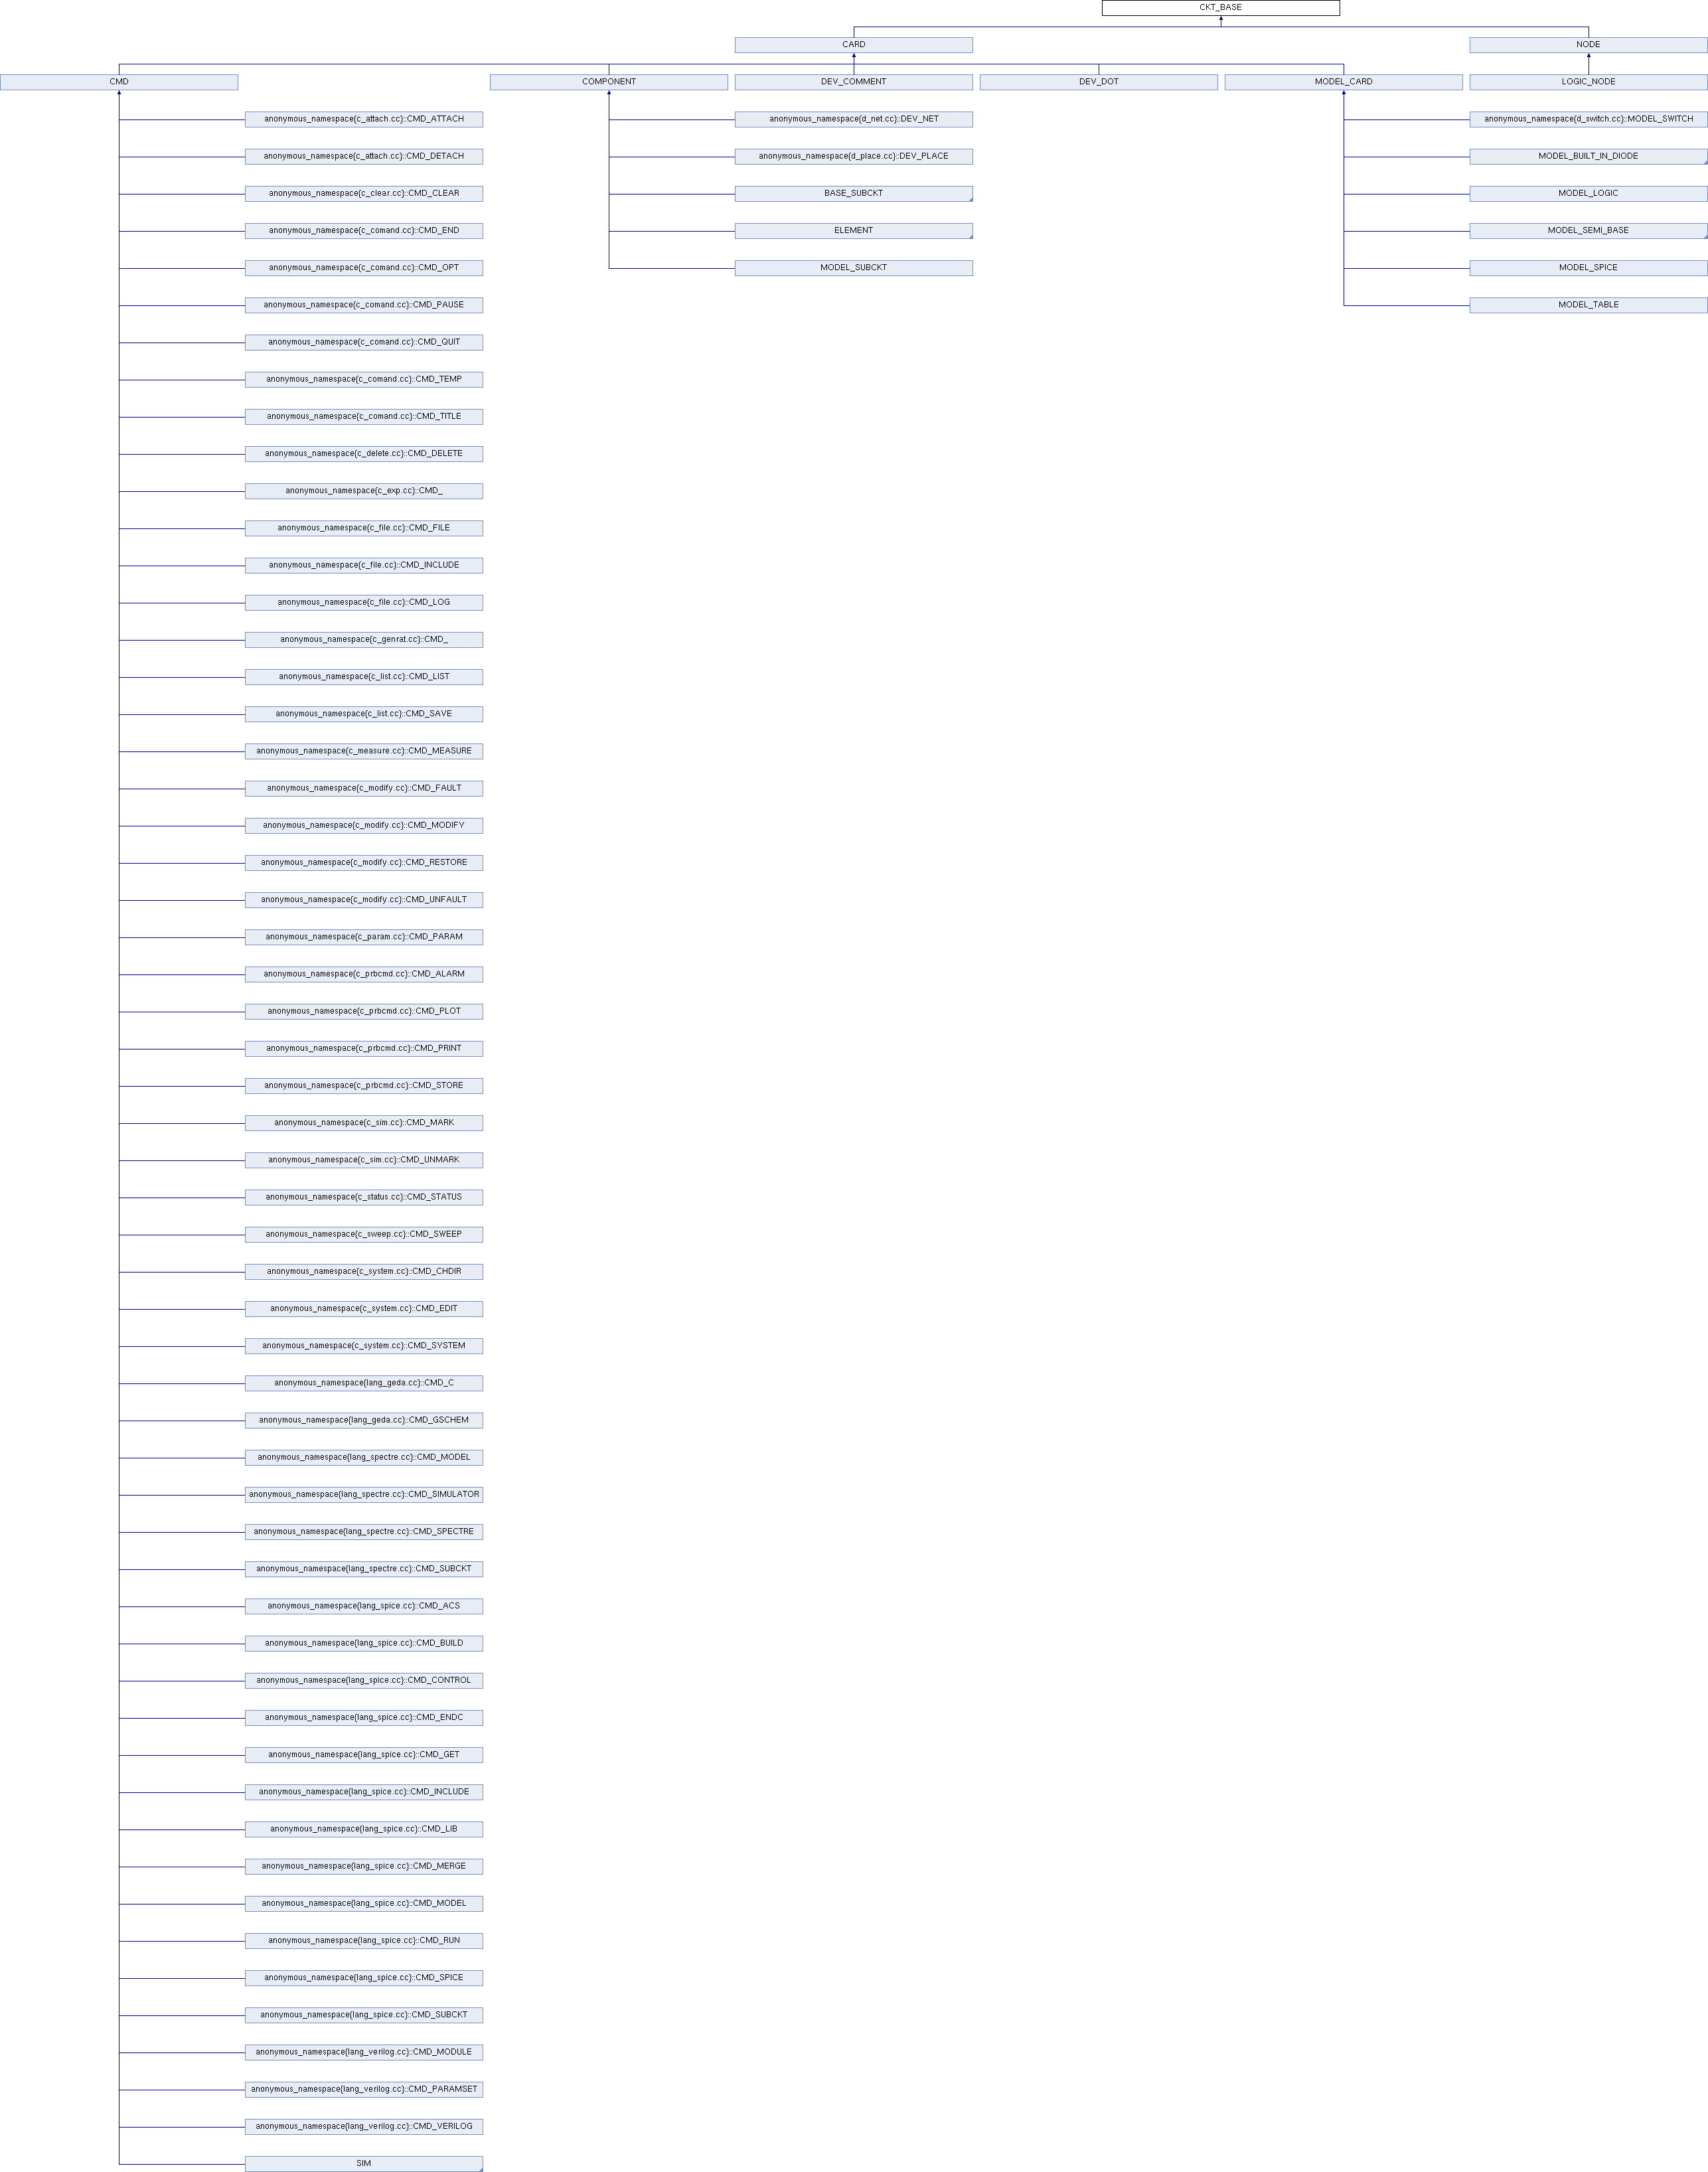 CKT_BASE
CARD NODE
CMD COMPONENT DEV_COMMENT DEV_DOT MODEL_CARD LOGIC_NODE
anonymous_namespace{c_attach.cc}::CMD_ATTACH anonymous_namespace{d_net.cc}::DEV_NET anonymous_namespace{d_switch.cc}::MODEL_SWITCH
anonymous_namespace{c_attach.cc}::CMD_DETACH anonymous_namespace{d_place.cc}::DEV_PLACE MODEL_BUILT_IN_DIODE
anonymous_namespace{c_clear.cc}::CMD_CLEAR BASE_SUBCKT MODEL_LOGIC
anonymous_namespace{c_comand.cc}::CMD_END ELEMENT MODEL_SEMI_BASE
anonymous_namespace{c_comand.cc}::CMD_OPT MODEL_SUBCKT MODEL_SPICE
anonymous_namespace{c_comand.cc}::CMD_PAUSE MODEL_TABLE
anonymous_namespace{c_comand.cc}::CMD_QUIT
anonymous_namespace{c_comand.cc}::CMD_TEMP
anonymous_namespace{c_comand.cc}::CMD_TITLE
anonymous_namespace{c_delete.cc}::CMD_DELETE
anonymous_namespace{c_exp.cc}::CMD_
anonymous_namespace{c_file.cc}::CMD_FILE
anonymous_namespace{c_file.cc}::CMD_INCLUDE
anonymous_namespace{c_file.cc}::CMD_LOG
anonymous_namespace{c_genrat.cc}::CMD_
anonymous_namespace{c_list.cc}::CMD_LIST
anonymous_namespace{c_list.cc}::CMD_SAVE
anonymous_namespace{c_measure.cc}::CMD_MEASURE
anonymous_namespace{c_modify.cc}::CMD_FAULT
anonymous_namespace{c_modify.cc}::CMD_MODIFY
anonymous_namespace{c_modify.cc}::CMD_RESTORE
anonymous_namespace{c_modify.cc}::CMD_UNFAULT
anonymous_namespace{c_param.cc}::CMD_PARAM
anonymous_namespace{c_prbcmd.cc}::CMD_ALARM
anonymous_namespace{c_prbcmd.cc}::CMD_PLOT
anonymous_namespace{c_prbcmd.cc}::CMD_PRINT
anonymous_namespace{c_prbcmd.cc}::CMD_STORE
anonymous_namespace{c_sim.cc}::CMD_MARK
anonymous_namespace{c_sim.cc}::CMD_UNMARK
anonymous_namespace{c_status.cc}::CMD_STATUS
anonymous_namespace{c_sweep.cc}::CMD_SWEEP
anonymous_namespace{c_system.cc}::CMD_CHDIR
anonymous_namespace{c_system.cc}::CMD_EDIT
anonymous_namespace{c_system.cc}::CMD_SYSTEM
anonymous_namespace{lang_geda.cc}::CMD_C
anonymous_namespace{lang_geda.cc}::CMD_GSCHEM
anonymous_namespace{lang_spectre.cc}::CMD_MODEL
anonymous_namespace{lang_spectre.cc}::CMD_SIMULATOR
anonymous_namespace{lang_spectre.cc}::CMD_SPECTRE
anonymous_namespace{lang_spectre.cc}::CMD_SUBCKT
anonymous_namespace{lang_spice.cc}::CMD_ACS
anonymous_namespace{lang_spice.cc}::CMD_BUILD
anonymous_namespace{lang_spice.cc}::CMD_CONTROL
anonymous_namespace{lang_spice.cc}::CMD_ENDC
anonymous_namespace{lang_spice.cc}::CMD_GET
anonymous_namespace{lang_spice.cc}::CMD_INCLUDE
anonymous_namespace{lang_spice.cc}::CMD_LIB
anonymous_namespace{lang_spice.cc}::CMD_MERGE
anonymous_namespace{lang_spice.cc}::CMD_MODEL
anonymous_namespace{lang_spice.cc}::CMD_RUN
anonymous_namespace{lang_spice.cc}::CMD_SPICE
anonymous_namespace{lang_spice.cc}::CMD_SUBCKT
anonymous_namespace{lang_verilog.cc}::CMD_MODULE
anonymous_namespace{lang_verilog.cc}::CMD_PARAMSET
anonymous_namespace{lang_verilog.cc}::CMD_VERILOG
SIM